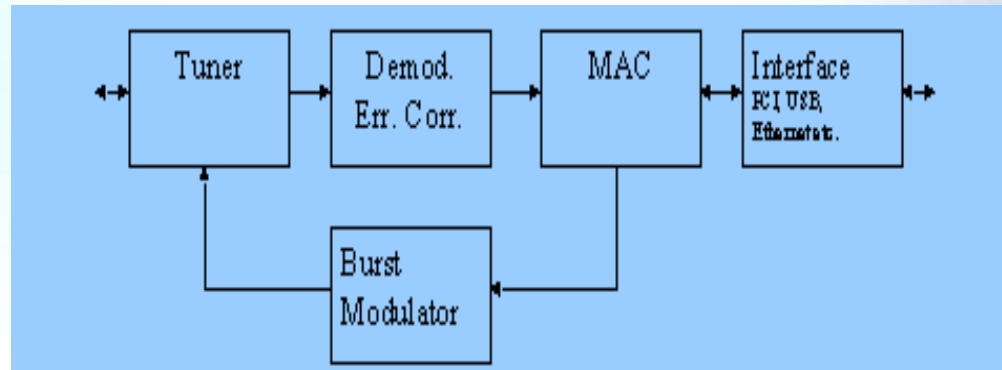 Tuner
Demod.
Err. Corr.
MAC
Interface
PCI, USB,
Burst
Modulator